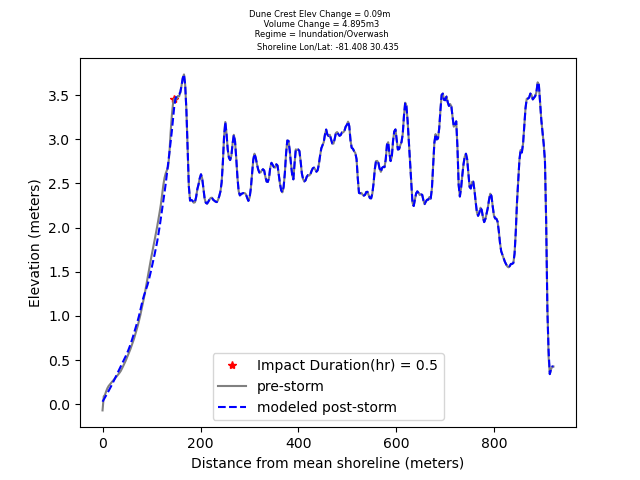 Dune Crest Elev Change = 0.09m
Volume Change = 4.895m3
Regime = Inundation/Overwash
Shoreline Lon/Lat: -81.408 30.435
3.5
3.0
2.5
2.0
1.5
1.0
0.5
0.0
Elevation (meters)
Impact Duration(hr) = 0.5
pre-storm
modeled post-storm
0 200 400 600 800
Distance from mean shoreline (meters)